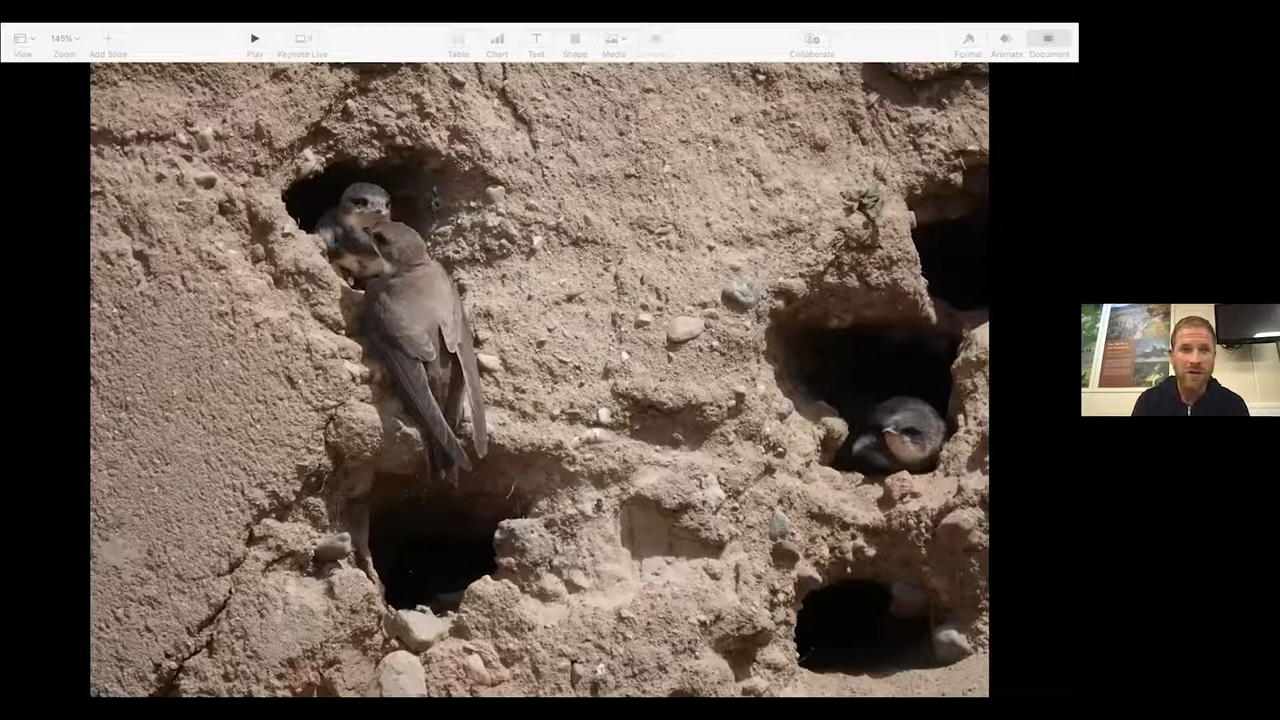 View
145%
Zoom
Add Slide
Play
Keynote Live
Table
Chart
Text
Shape
Media
Collaborate
Format
Animate
Document